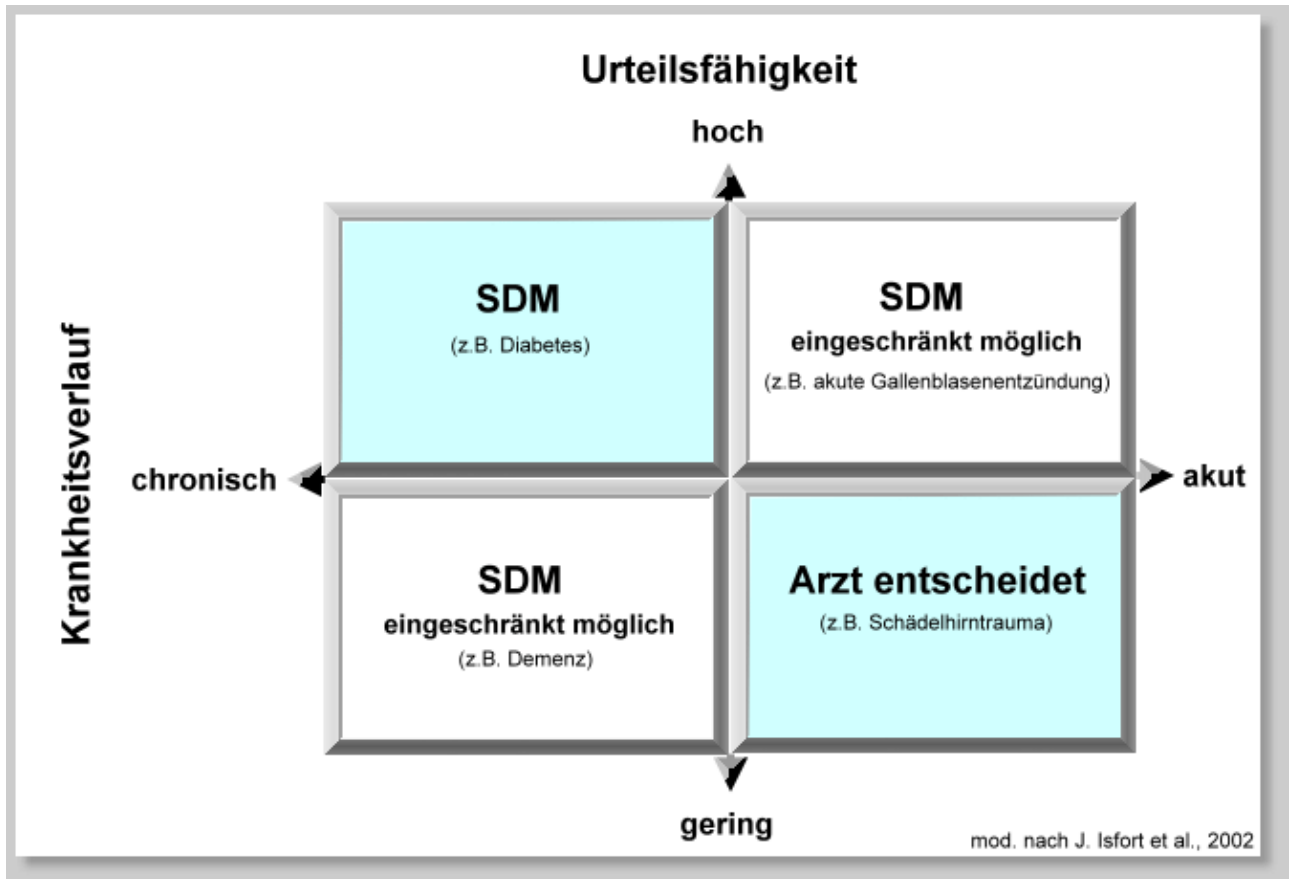 Urteilsfähigkeit
hoch
SDM
(z.B. Diabetes)
SDM
eingeschränkt möglich
(z.B. akute Gallenblasenentzündung)
Krankheitsverlauf
chronisch
akut
SDM
eingeschränkt möglich
(z.B. Demenz)
Arzt entscheidet
(z.B. Schädelhirntrauma)
gering
mod. nach J. Isfort et al., 2002